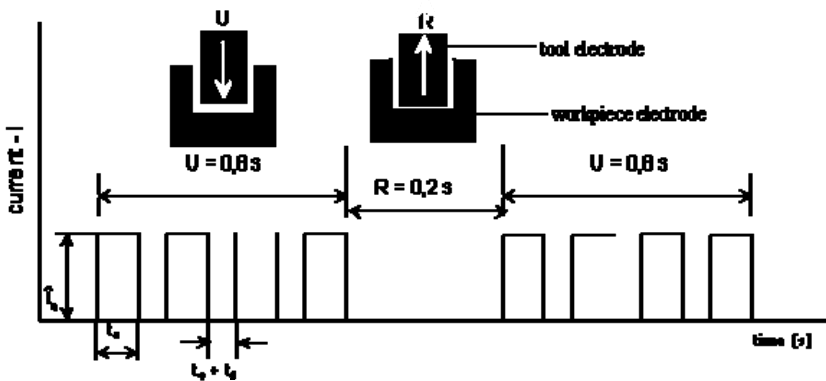 U
R
tool electrode
workpiece electrode
current - I
U = 0,8 s
R = 0,2 s
U = 0,8 s
time [s]